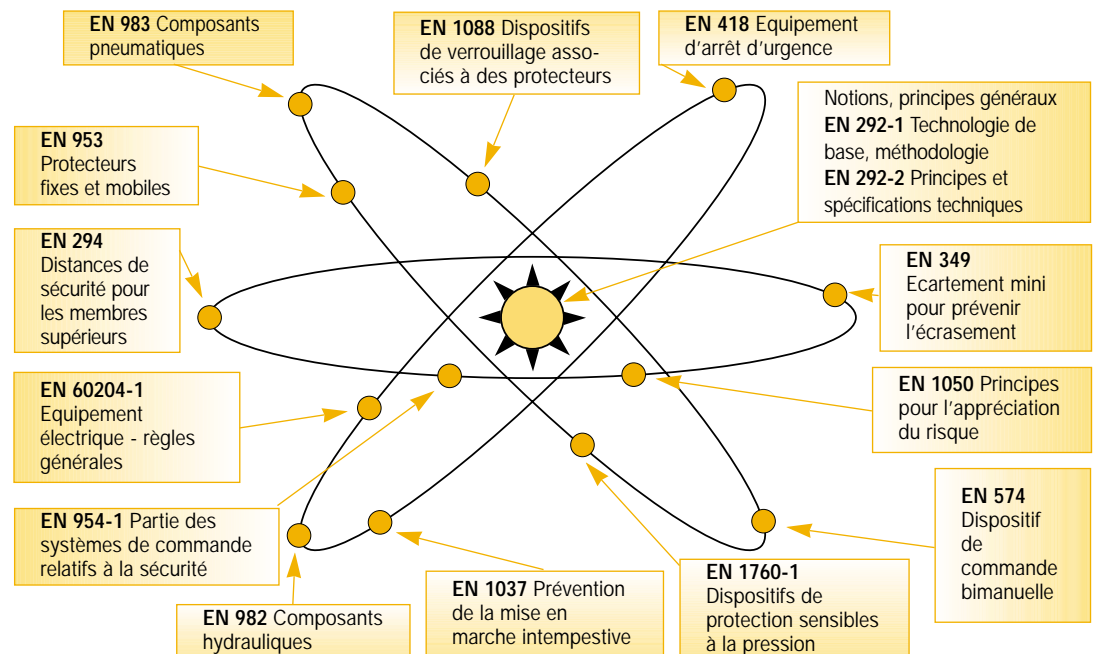 EN 983 Composants
pneumatiques
EN 1088 Dispositifs
de verrouillage asso-
ciés à des protecteurs
EN 418 Equipement
d'arrêt d'urgence
Notions, principes généraux
EN 292-1 Technologie de
base, méthodologie
EN 292-2 Principes et
spécifications techniques
EN 953
Protecteurs
fixes et mobiles
EN 294
Distances de
sécurité pour
les membres
supérieurs
EN 349
Ecartement mini
pour prévenir
l'écrasement
EN 60204-1
Equipement
électrique - règles
générales
EN 1050 Principes
pour l'appréciation
du risque
EN 954-1 Partie des
systèmes de commande
relatifs à la sécurité
EN 574
Dispositif
de
commande
bimanuelle
EN 982 Composants
hydrauliques
EN 1037 Prévention
de la mise en
marche intempestive
EN 1760-1
Dispositifs de
protection sensibles
à la pression